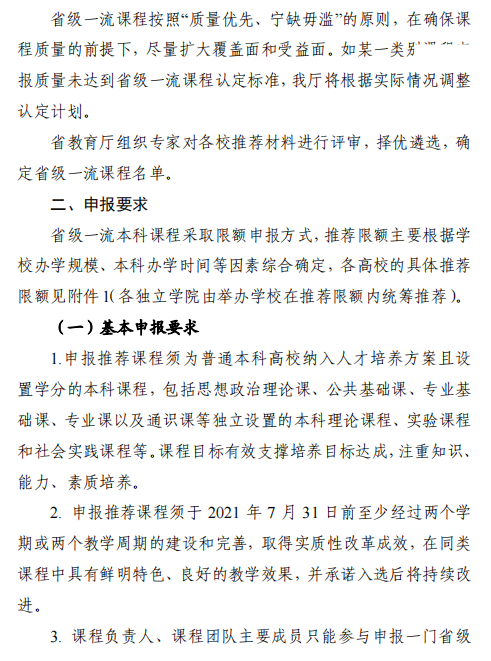 省级一流课程按照“质量优先、宁缺毋滥”的原则，在确保课
程质量的前提下，尽量扩大覆盖面和受益面。如某一类别
报质量未达到省级一流课程认定标准，我厅将根据实际情况调整
认定计划。
省教育厅组织专家对各校推荐材料进行评审，择优遴选，确
定省级一流课程名单。
二、申报要求
省级一流本科课程采取限额申报方式，推荐限额主要根据学
校办学规模、本科办学时间等因素综合确定，各高校的具体推荐
限额见附件1（各独立学院由举办学校在推荐限额内统筹推荐）。
（一）基本申报要求
1.申报推荐课程须为普通本科高校纳入人才培养方案且设
置学分的本科课程，包括思想政治理论课、公共基础课、专业基
础课、专业课以及通识课等独立设置的本科理论课程、实验课程
和社会实践课程等。课程目标有效支撑培养目标达成，注重知识、
能力、素质培养。
2. 申报推荐课程须于 2021 年 7 月 31 日前至少经过两个学
期或两个教学周期的建设和完善，取得实质性改革成效，在同类
课程中具有鲜明特色、良好的教学效果，并承诺入选后将持续改
进。
3. 课程负责人、课程团队主要成员只能参与申报一门省级